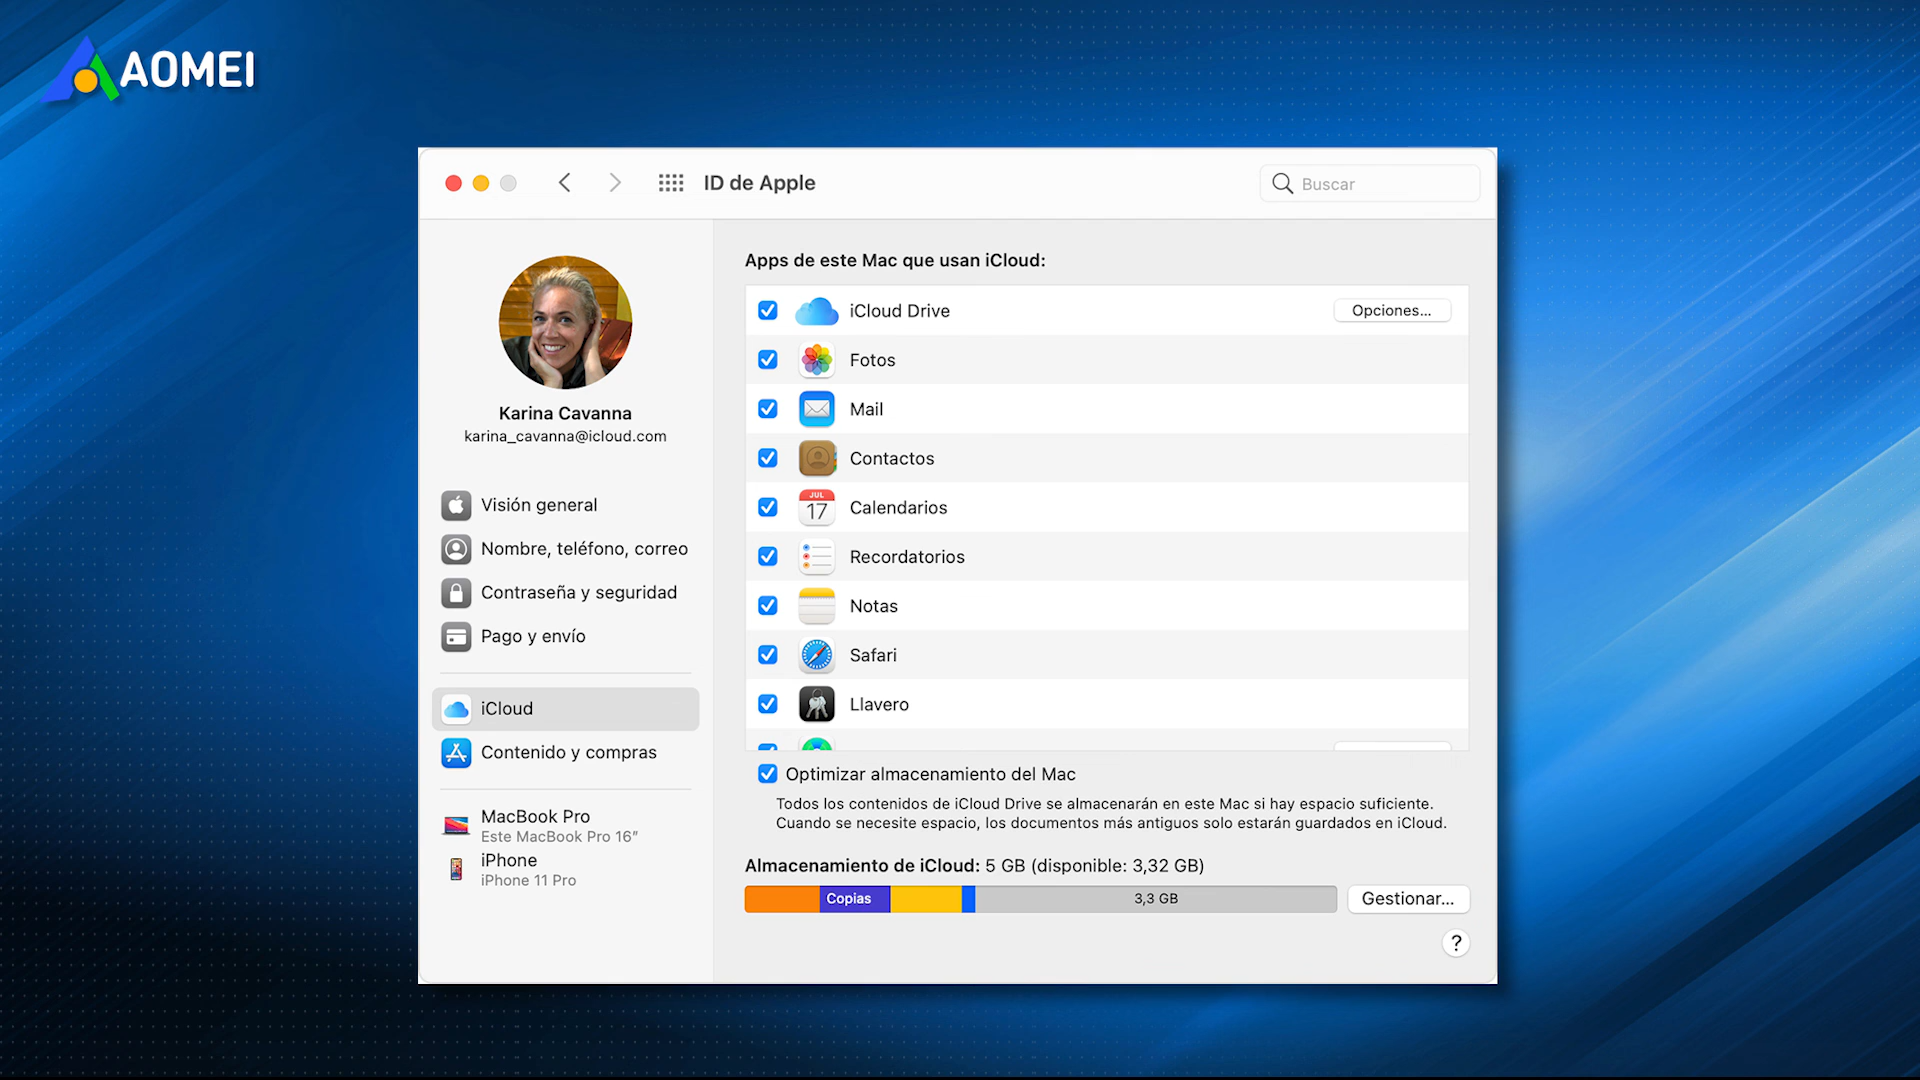 AOMEI
ID de Apple
Buscar
Karina Cavanna
karina_cavanna@icloud.com
Visión general
Nombre, teléfono, correo
Contraseña y seguridad
Pago y envío
iCloud
Contenido y compras
MacBook Pro
Este MacBook Pro 16”
iPhone
iPhone 11 Pro
Apps de este Mac que usan iCloud:
iCloud Drive
Opciones...
Fotos
Mail
Contactos
JUL
17
Calendarios
Recordatorios
Notas
Safari
Llavero
Optimizar almacenamiento del Mac
Todos los contenidos de iCloud Drive se almacenarán en este Mac si hay espacio suficiente.
Cuando se necesite espacio, los documentos más antiguos solo estarán guardados en iCloud.
Almacenamiento de iCloud: 5 GB (disponible: 3,32 GB)
Copias
3,3 GB
Gestionar...
?